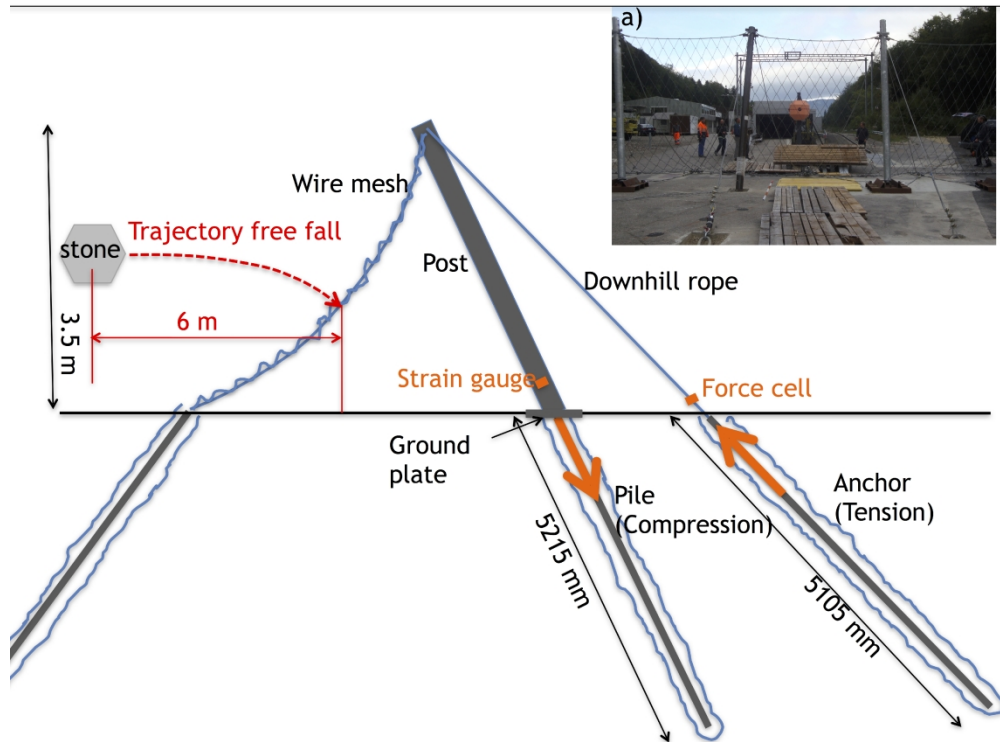 a)
Wire mesh
stone
Trajectory free fall
Post
Downhill rope
3.5 m
6 m
Strain gauge
Force cell
Ground
plate
Pile
(Compression)
Anchor
(Tension)
5215 mm
5105 mm